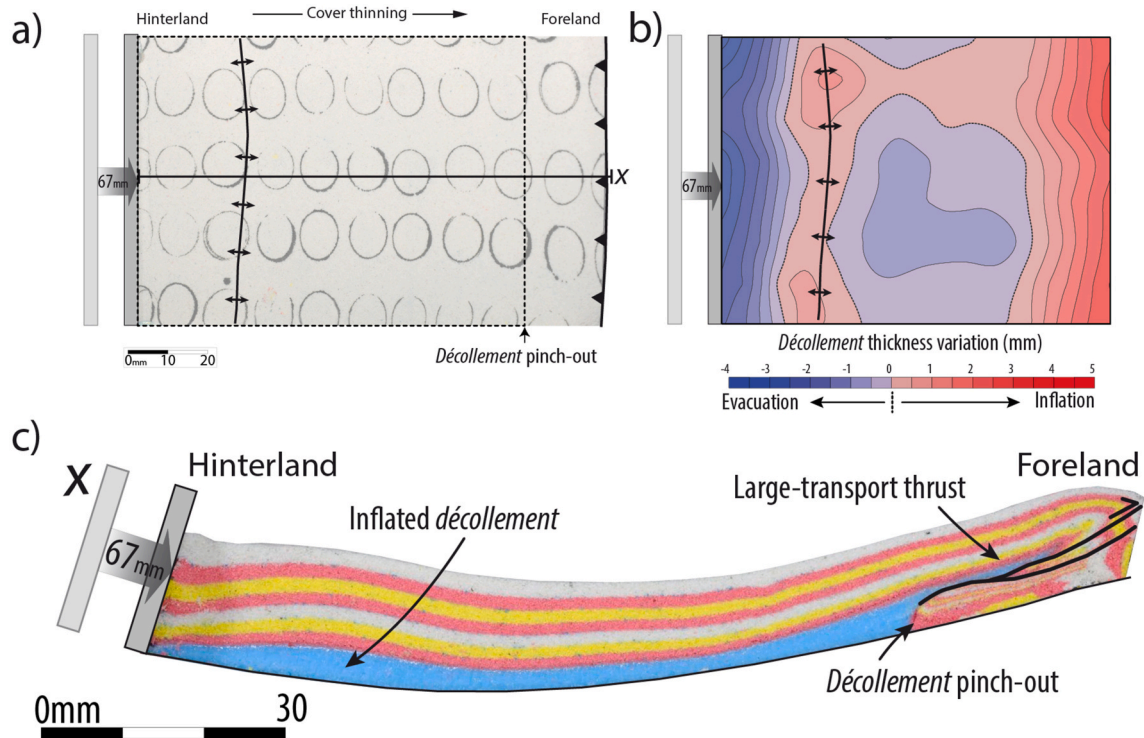 a)
Hinterland
Cover thinning
Foreland
67mm
x
0mm 10 20
Décollement pinch-out
b)
67mm
Décollement thickness variation (mm)
-4 -3 -2 -1 0 1 2 3 4 5
Evacuation
Inflation
c)
X
Hinterland
Foreland
67mm
Inflated décollement
Large-transport thrust
Décollement pinch-out
0mm 30